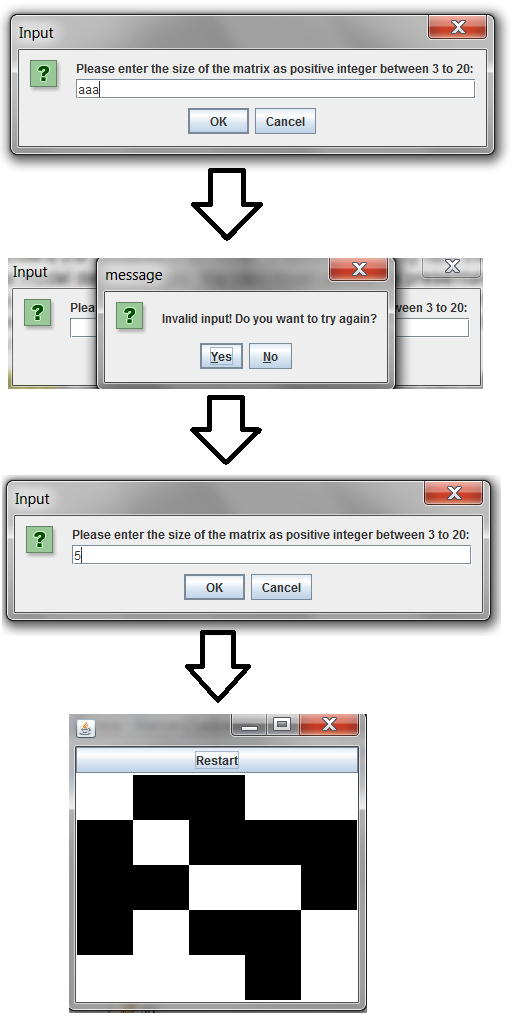 Input
Please enter the size of the matrix as positive integer between 3 to 20:
aaa
OK Cancel
Input
message
Plea
ween 3 to 20:
Invalid input! Do you want to try again?
Yes No
Input
Please enter the size of the matrix as positive integer between 3 to 20:
5
OK Cancel
Restart